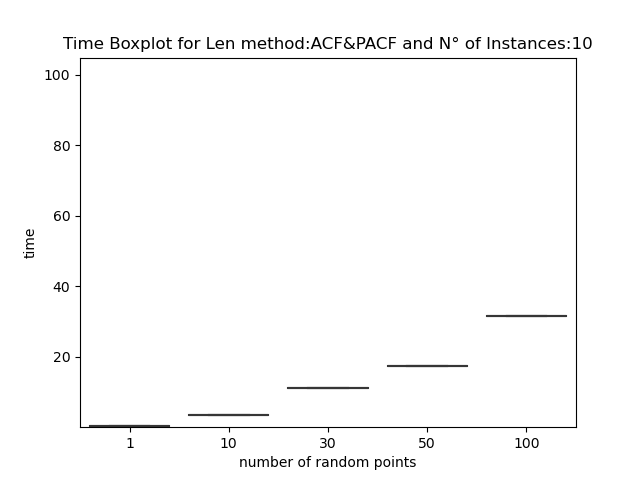 Time Boxplot for Len method:ACF&PACF and N° of Instances:10
100
80
60
40
20
time
1 10 30 50 100
number of random points